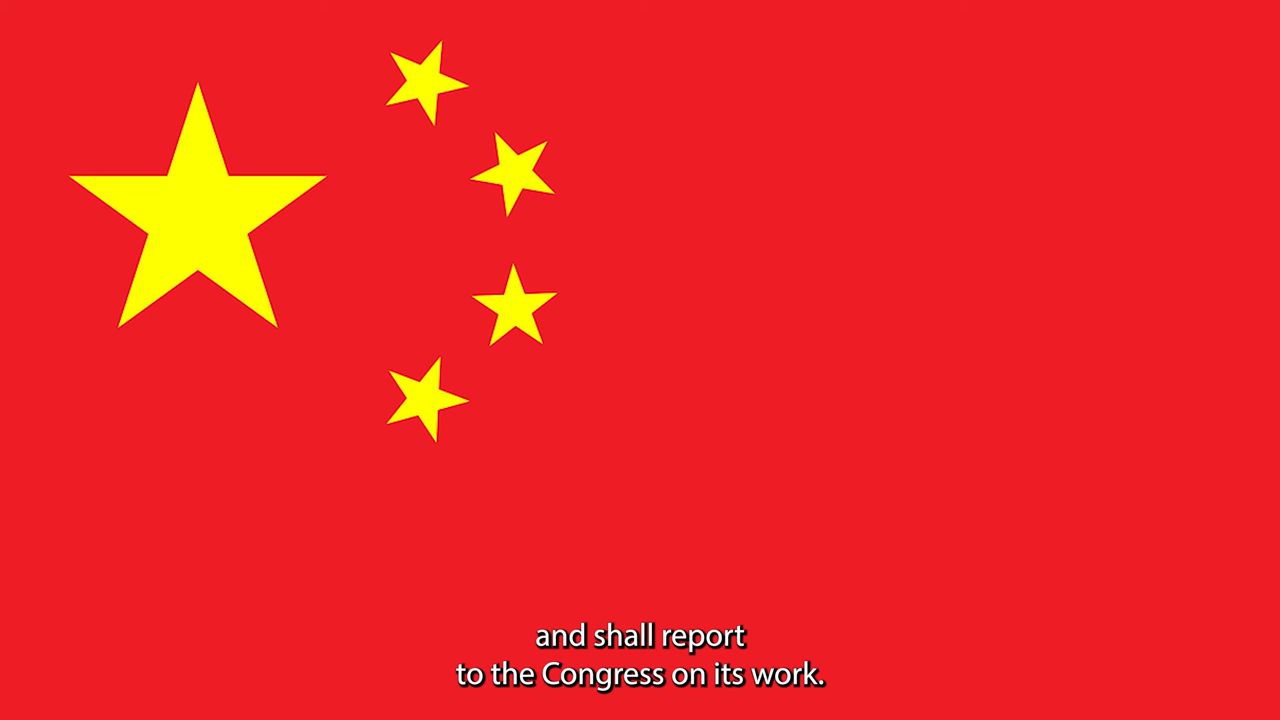 and shall report
to the Congress on its work.